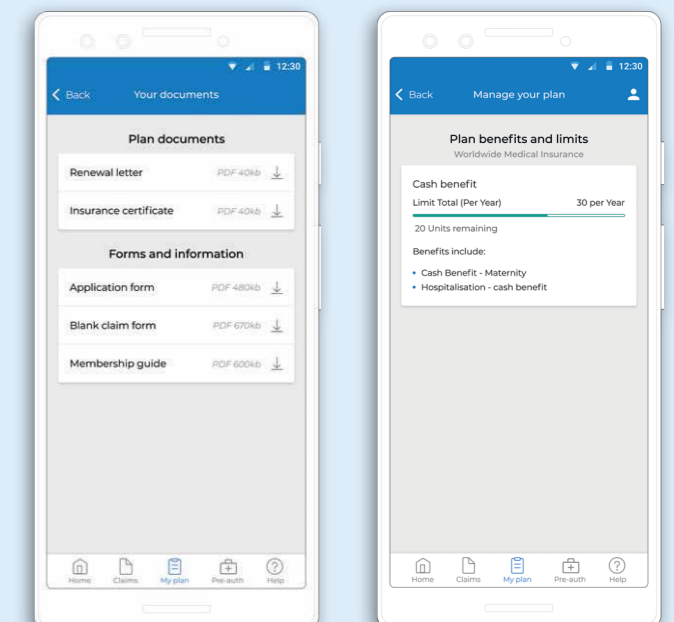 12:30
Back Your documents
Plan documents
Renewal letter PDF 40kb
Insurance certificate PDF 40kb
Forms and information
Application form PDF 480kb
Blank claim form PDF 670kb
Membership guide PDF 600kb
Home Claims My plan Pre-auth Help
12:30
Back Manage your plan
Plan benefits and limits
Worldwide Medical Insurance
Cash benefit
Limit Total (Per Year) 30 per Year
20 Units remaining
Benefits include:
• Cash Benefit - Maternity
• Hospitalisation - cash benefit
Home Claims My plan Pre-auth Help